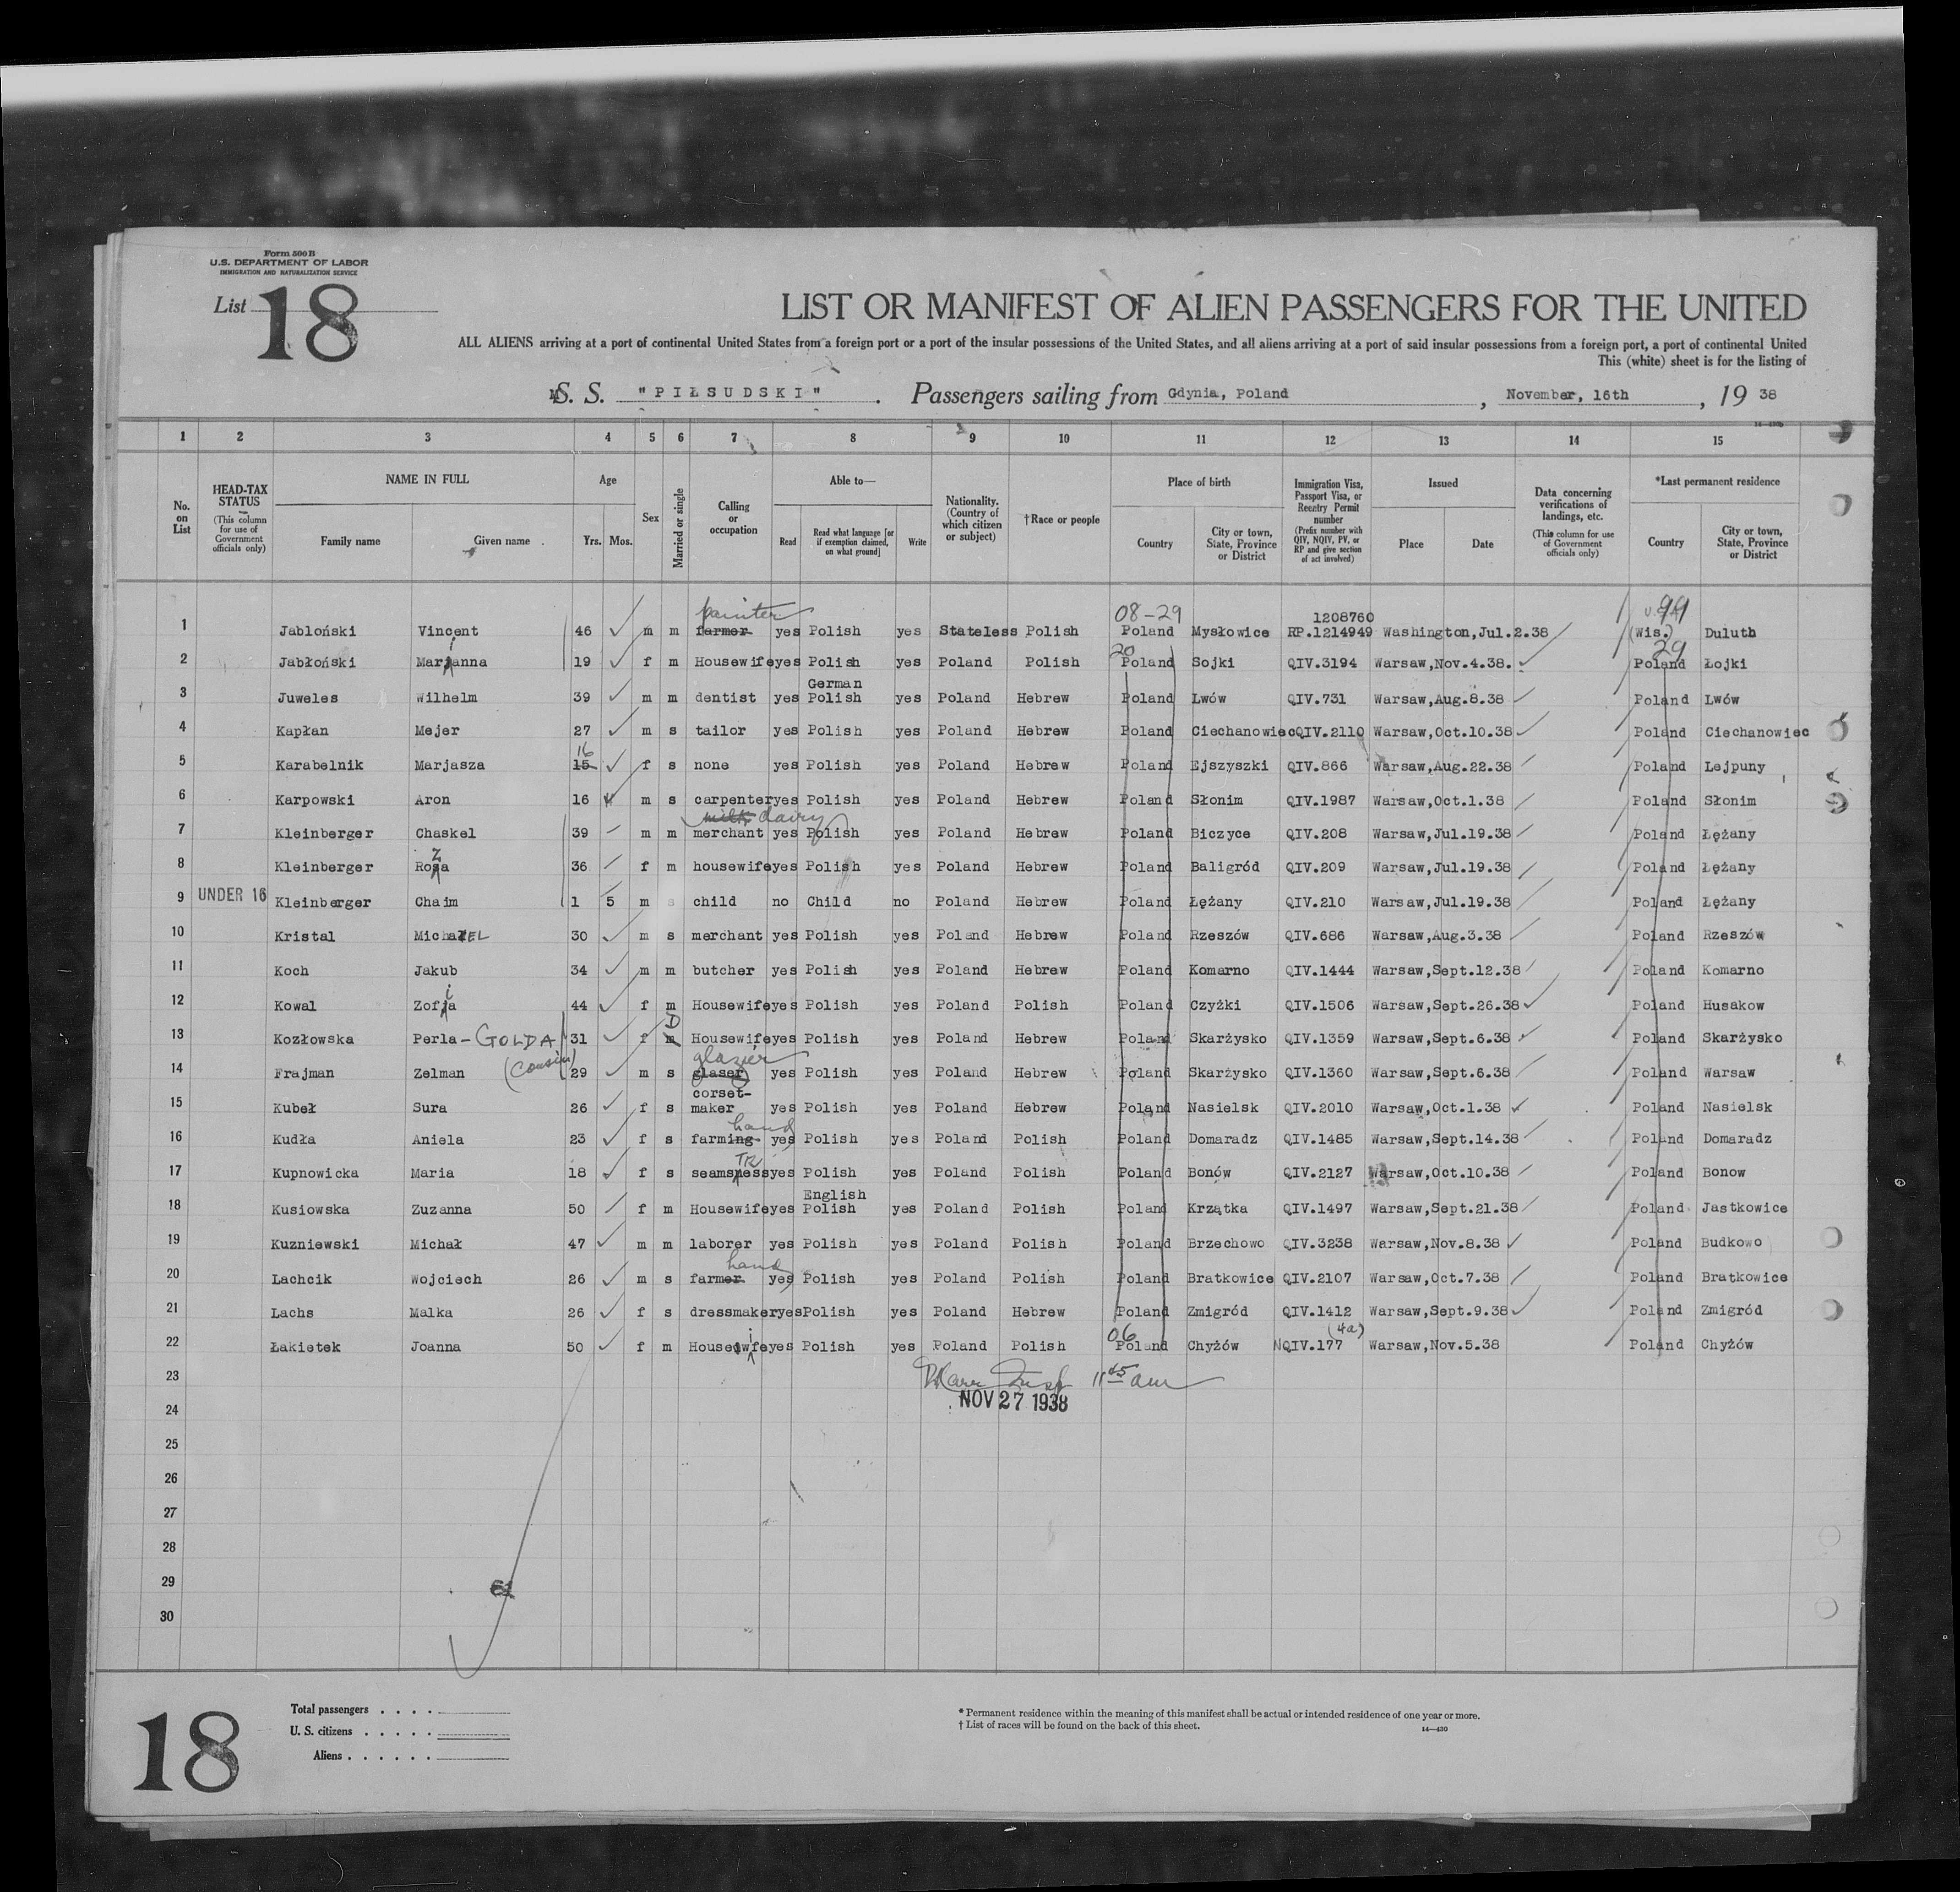 Form 500 B
U.S. DEPARTMENT OF LABOR
IMMIGRATION AND NATURALIZATION SERVICE
List 18
LIST OR MANIFEST OF ALIEN PASSENGERS FOR THE UNITED
ALL ALIENS arriving at a port of continental United States from a foreign port or a part of the insular possessions of the United States, and all aliens arriving at a port of said insular possessions from a foreign port, a port of continental United
This (white) sheet is for the listing of
M S. S. "PIŁSUDSKI" . Passengers sailing from Gdynia, Poland , November, 16th , 19 38
1 2 3 4 5 6 7 8 9 10 11 12 13 14 15
No. on List
HEAD-TAX STATUS (This column for use of Government officials only)
NAME IN FULL Family name Given name
Age Yrs. Mos.
Sex
Married or single
Calling or occupation
Able to— Read Read what language [or if exemption claimed, on what ground] Write
Nationality. (Country of which citizen or subject)
†Race or people
Place of birth Country City or town, State, Province or District
Immigration Visa, Passport Visa, or Reentry Permit number (Prefix number with QIV, NQIV, PV, or RP and give section of act involved)
Issued Place Date
Data concerning verifications of landings, etc. (This column for use of Government officials only)
*Last permanent residence Country City or town, State, Province or District
painter 08-29 1208760 99
1 Jabłoński Vincent 46 m m farmer yes Polish yes Stateless Polish Poland Mysłowice RP.1214949 Washington,Jul.2.38 (Wis.) Duluth
i 20 29
2 Jabłoński Marjanna 19 f m Housewife yes Polish yes Poland Polish Poland Sojki QIV.3194 Warsaw,Nov.4.38. Poland Łojki
German
3 Juweles Wilhelm 39 m m dentist yes Polish yes Poland Hebrew Poland Lwów QIV.731 Warsaw,Aug.8.38 Poland Lwów
4 Kapłan Mejer 27 m s tailor yes Polish yes Poland Hebrew Poland Ciechanowiec QIV.2110 Warsaw,Oct.10.38 Poland Ciechanowiec
16
5 Karabelnik Marjasza 15 f s none yes Polish yes Poland Hebrew Poland Ejszyszki QIV.866 Warsaw,Aug.22.38 Poland Lejpuny
6 Karpowski Aron 16 m s carpenter yes Polish yes Poland Hebrew Poland Słonim QIV.1987 Warsaw,Oct.1.38 Poland Słonim
milk dairy
7 Kleinberger Chaskel 39 m m merchant yes Polish yes Poland Hebrew Poland Biczyce QIV.208 Warsaw,Jul.19.38 Poland Łężany
z
8 Kleinberger Rosa 36 f m housewife yes Polish yes Poland Hebrew Poland Baligród QIV.209 Warsaw,Jul.19.38 Poland Łężany
9 UNDER 16 Kleinberger Chaim 1 5 m s child no Child no Poland Hebrew Poland Łężany QIV.210 Warsaw,Jul.19.38 Poland Łężany
10 Kristal MichaEL 30 m s merchant yes Polish yes Poland Hebrew Poland Rzeszów QIV.686 Warsaw,Aug.3.38 Poland Rzeszów
11 Koch Jakub 34 m m butcher yes Polish yes Poland Hebrew Poland Komarno QIV.1444 Warsaw,Sept.12.38 Poland Komarno
i
12 Kowal Zofja 44 f m Housewife yes Polish yes Poland Polish Poland Czyżki QIV.1506 Warsaw,Sept.26.38 Poland Husakow
D
13 Kozłowska Perla - GOLDA 31 f m Housewife yes Polish yes Poland Hebrew Poland Skarżysko QIV.1359 Warsaw,Sept.6.38 Poland Skarżysko
glazier
14 Frajman Zelman (cousin) 29 m s glaser yes Polish yes Poland Hebrew Poland Skarżysko QIV.1360 Warsaw,Sept.6.38 Poland Warsaw
corset-
15 Kubeł Sura 26 f s maker yes Polish yes Poland Hebrew Poland Nasielsk QIV.2010 Warsaw,Oct.1.38 Poland Nasielsk
hand
16 Kudła Aniela 23 f s farming yes Polish yes Poland Polish Poland Domaradz QIV.1485 Warsaw,Sept.14.38 Poland Domaradz
TR
17 Kupnowicka Maria 18 f s seamsness yes Polish yes Poland Polish Poland Bonów QIV.2127 Warsaw,Oct.10.38 Poland Bonow
English
18 Kusiowska Zuzanna 50 f m Housewife yes Polish yes Poland Polish Poland Krzątka QIV.1497 Warsaw,Sept.21.38 Poland Jastkowice
19 Kuzniewski Michał 47 m m laborer yes Polish yes Poland Polish Poland Brzechowo QIV.3238 Warsaw,Nov.8.38 Poland Budkowo
hand
20 Lachcik Wojciech 26 m s farmer yes Polish yes Poland Polish Poland Bratkowice QIV.2107 Warsaw,Oct.7.38 Poland Bratkowice
21 Lachs Malka 26 f s dressmaker yes Polish yes Poland Hebrew Poland Zmigród QIV.1412 Warsaw,Sept.9.38 Poland Zmigród
i 06 (4a)
22 Łakietek Joanna 50 f m Housewife yes Polish yes Poland Polish Poland Chyżów NQIV.177 Warsaw,Nov.5.38 Poland Chyżów
23 11 45 am
24 NOV 27 1938
25
26
27
28
29
30
18
Total passengers
U. S. citizens
Aliens
* Permanent residence within the meaning of this manifest shall be actual or intended residence of one year or more.
† List of races will be found on the back of this sheet. 14—430